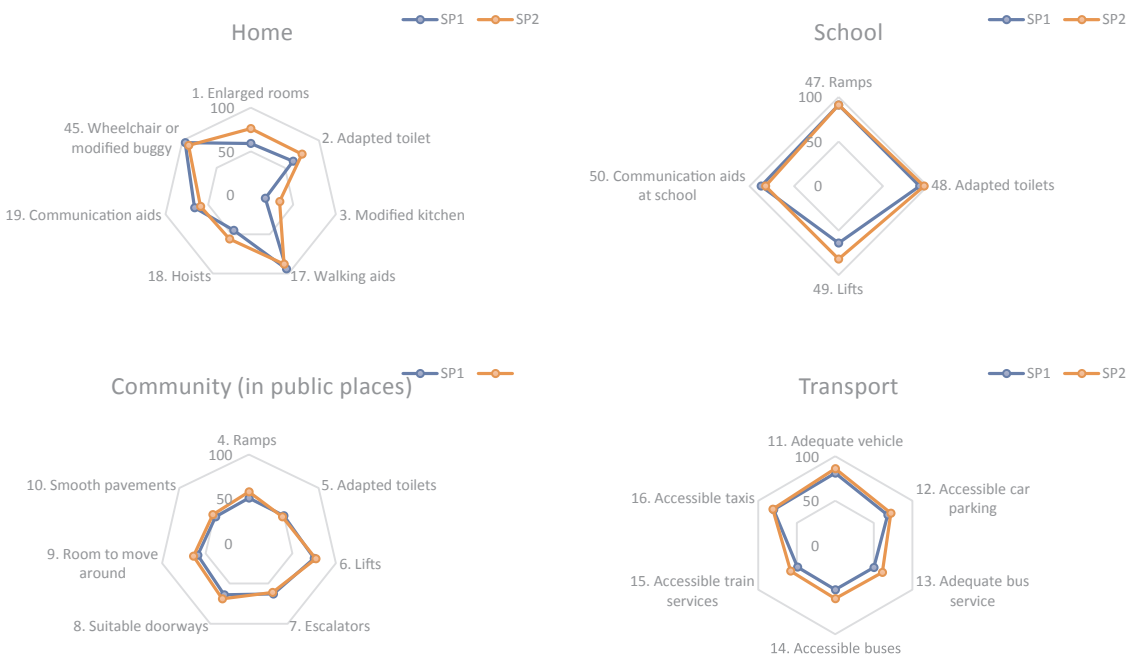 SP1 SP2
Home
1. Enlarged rooms
100
45. Wheelchair or
modified buggy
2. Adapted toilet
50
0
19. Communication aids
3. Modified kitchen
18. Hoists
17. Walking aids
SP1 SP2
School
47. Ramps
100
50
50. Communication aids
at school
0
48. Adapted toilets
49. Lifts
SP1
Community (in public places)
4. Ramps
100
10. Smooth pavements
5. Adapted toilets
50
0
9. Room to move
around
6. Lifts
8. Suitable doorways
7. Escalators
SP1 SP2
Transport
11. Adequate vehicle
100
16. Accessible taxis
12. Accessible car
parking
50
0
15. Accessible train
services
13. Adequate bus
service
14. Accessible buses